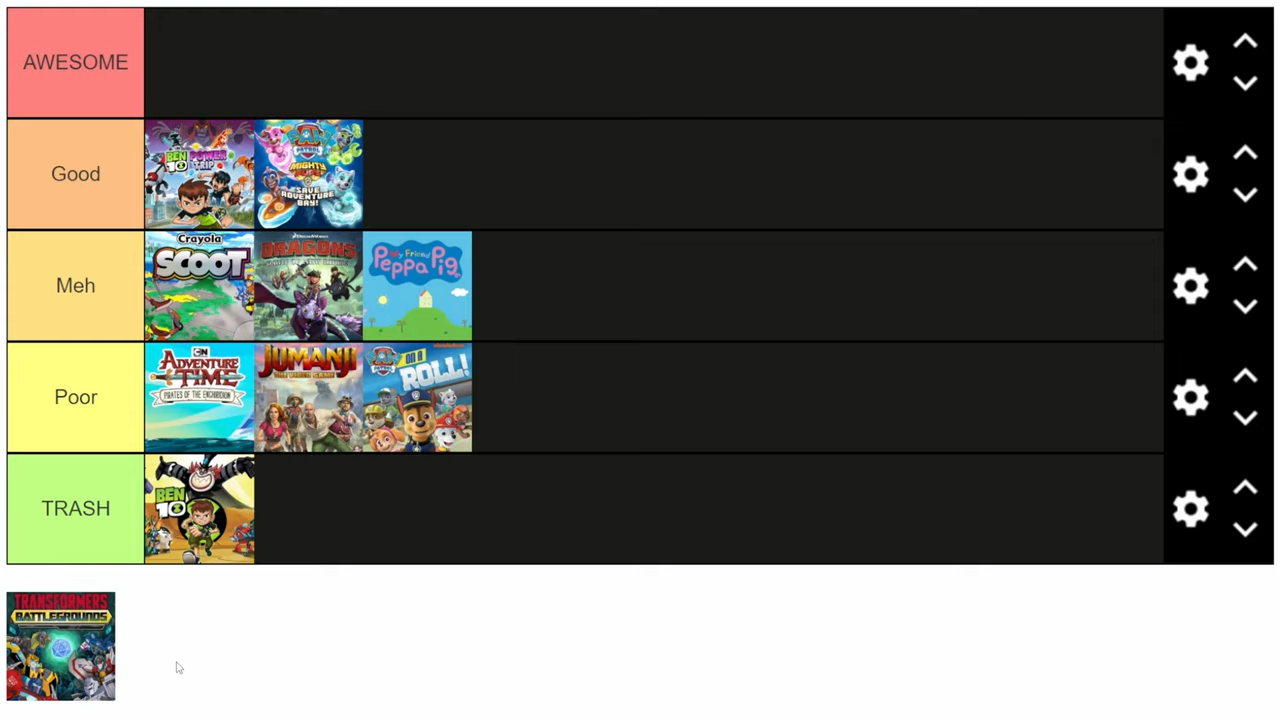 AWESOME
Good
BEN 10 POWER TRIP
PAW PATROL
MIGHTY PUPS
SAVE ADVENTURE BAY!
Meh
Crayola
SCOOT
DRAGONS
My Friend
Peppa Pig
Poor
CN
ADVENTURE TIME
PIRATES OF THE ENCHIRIDION
JUMANJI
THE VIDEO GAME
PAW PATROL
ON A ROLL!
TRASH
BEN 10
TRANSFORMERS
BATTLEGROUNDS